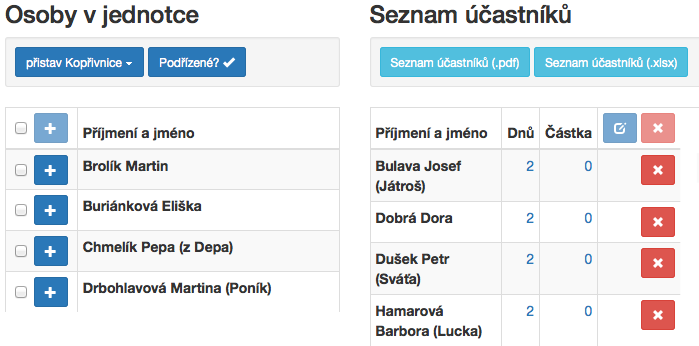 Osoby v jednotce
přistav Kopřivnice
Podřízené?
Příjmení a jméno
Brolík Martin
Buriánková Eliška
Chmelík Pepa (z Depa)
Drbohlavová Martina (Poník)
Seznam účastníků
Seznam účastníků (.pdf)
Seznam účastníků (.xlsx)
Příjmení a jméno Dnů Částka
Bulava Josef 2 0
(Játroš)
Dobrá Dora 2 0
Dušek Petr 2 0
(Sváťa)
Hamarová 2 0
Barbora (Lucka)